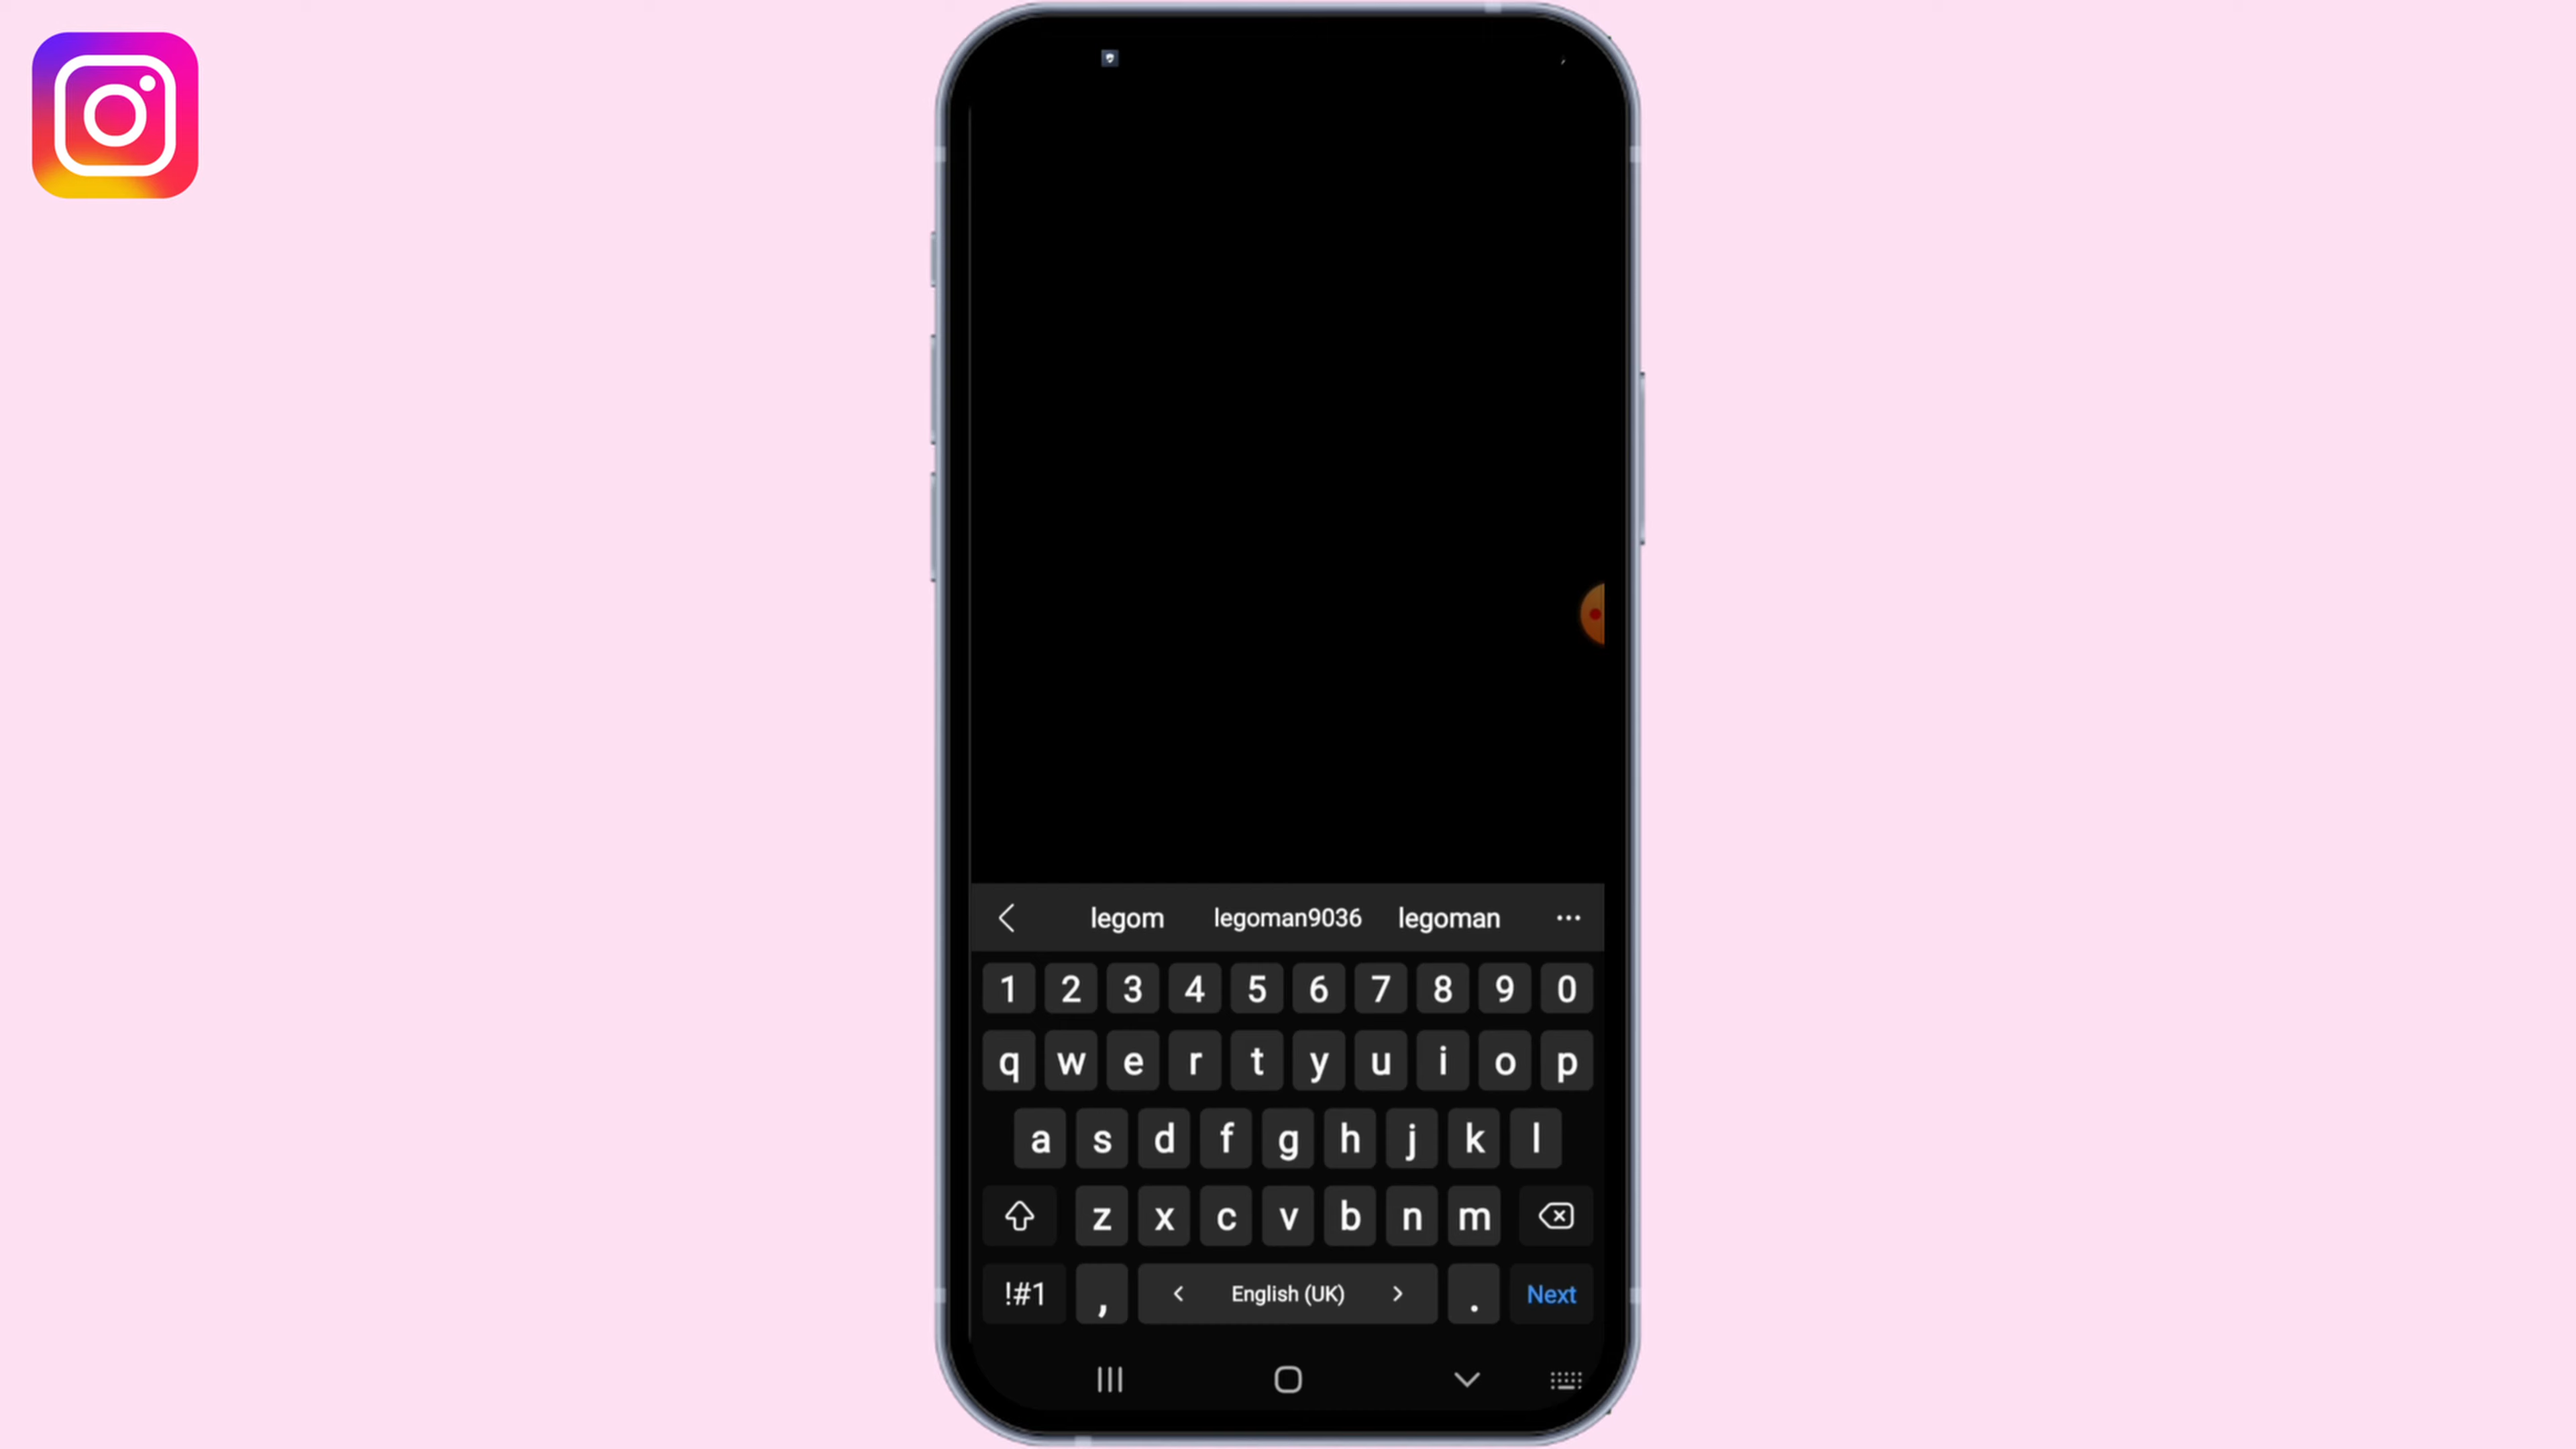 legom legoman9036 legoman
1 2 3 4 5 6 7 8 9 0
q w e r t y u i o p
a s d f g h j k l
z x c v b n m
!#1 , English (UK) . Next